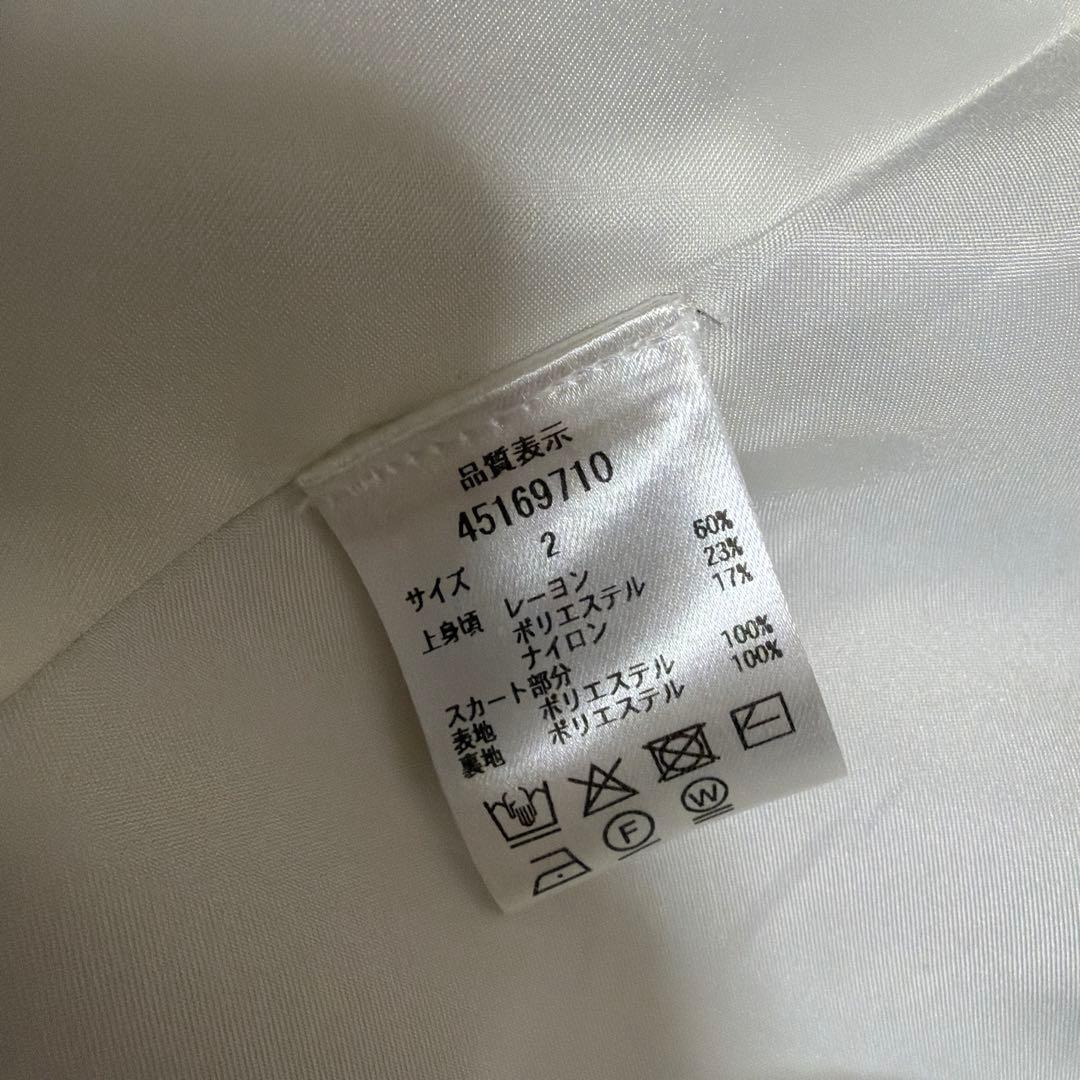 品質表示
45169710
サイズ 2
上身頃 レーヨン 60%
ポリエステル 23%
ナイロン 17%
スカート部分
表地 ポリエステル 100%
裏地 ポリエステル 100%
F W